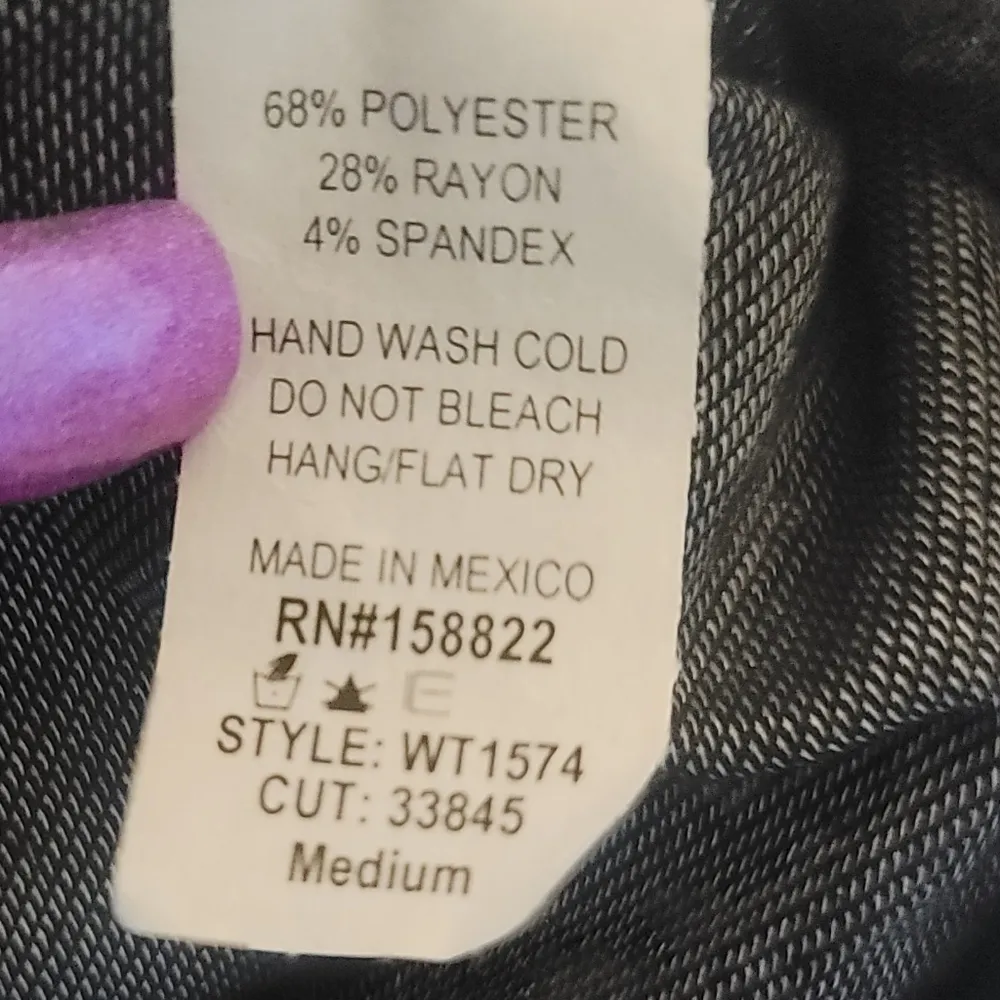 68% POLYESTER
28% RAYON
4% SPANDEX
HAND WASH COLD
DO NOT BLEACH
HANG/FLAT DRY
MADE IN MEXICO
RN#158822
STYLE: WT1574
CUT: 33845
Medium